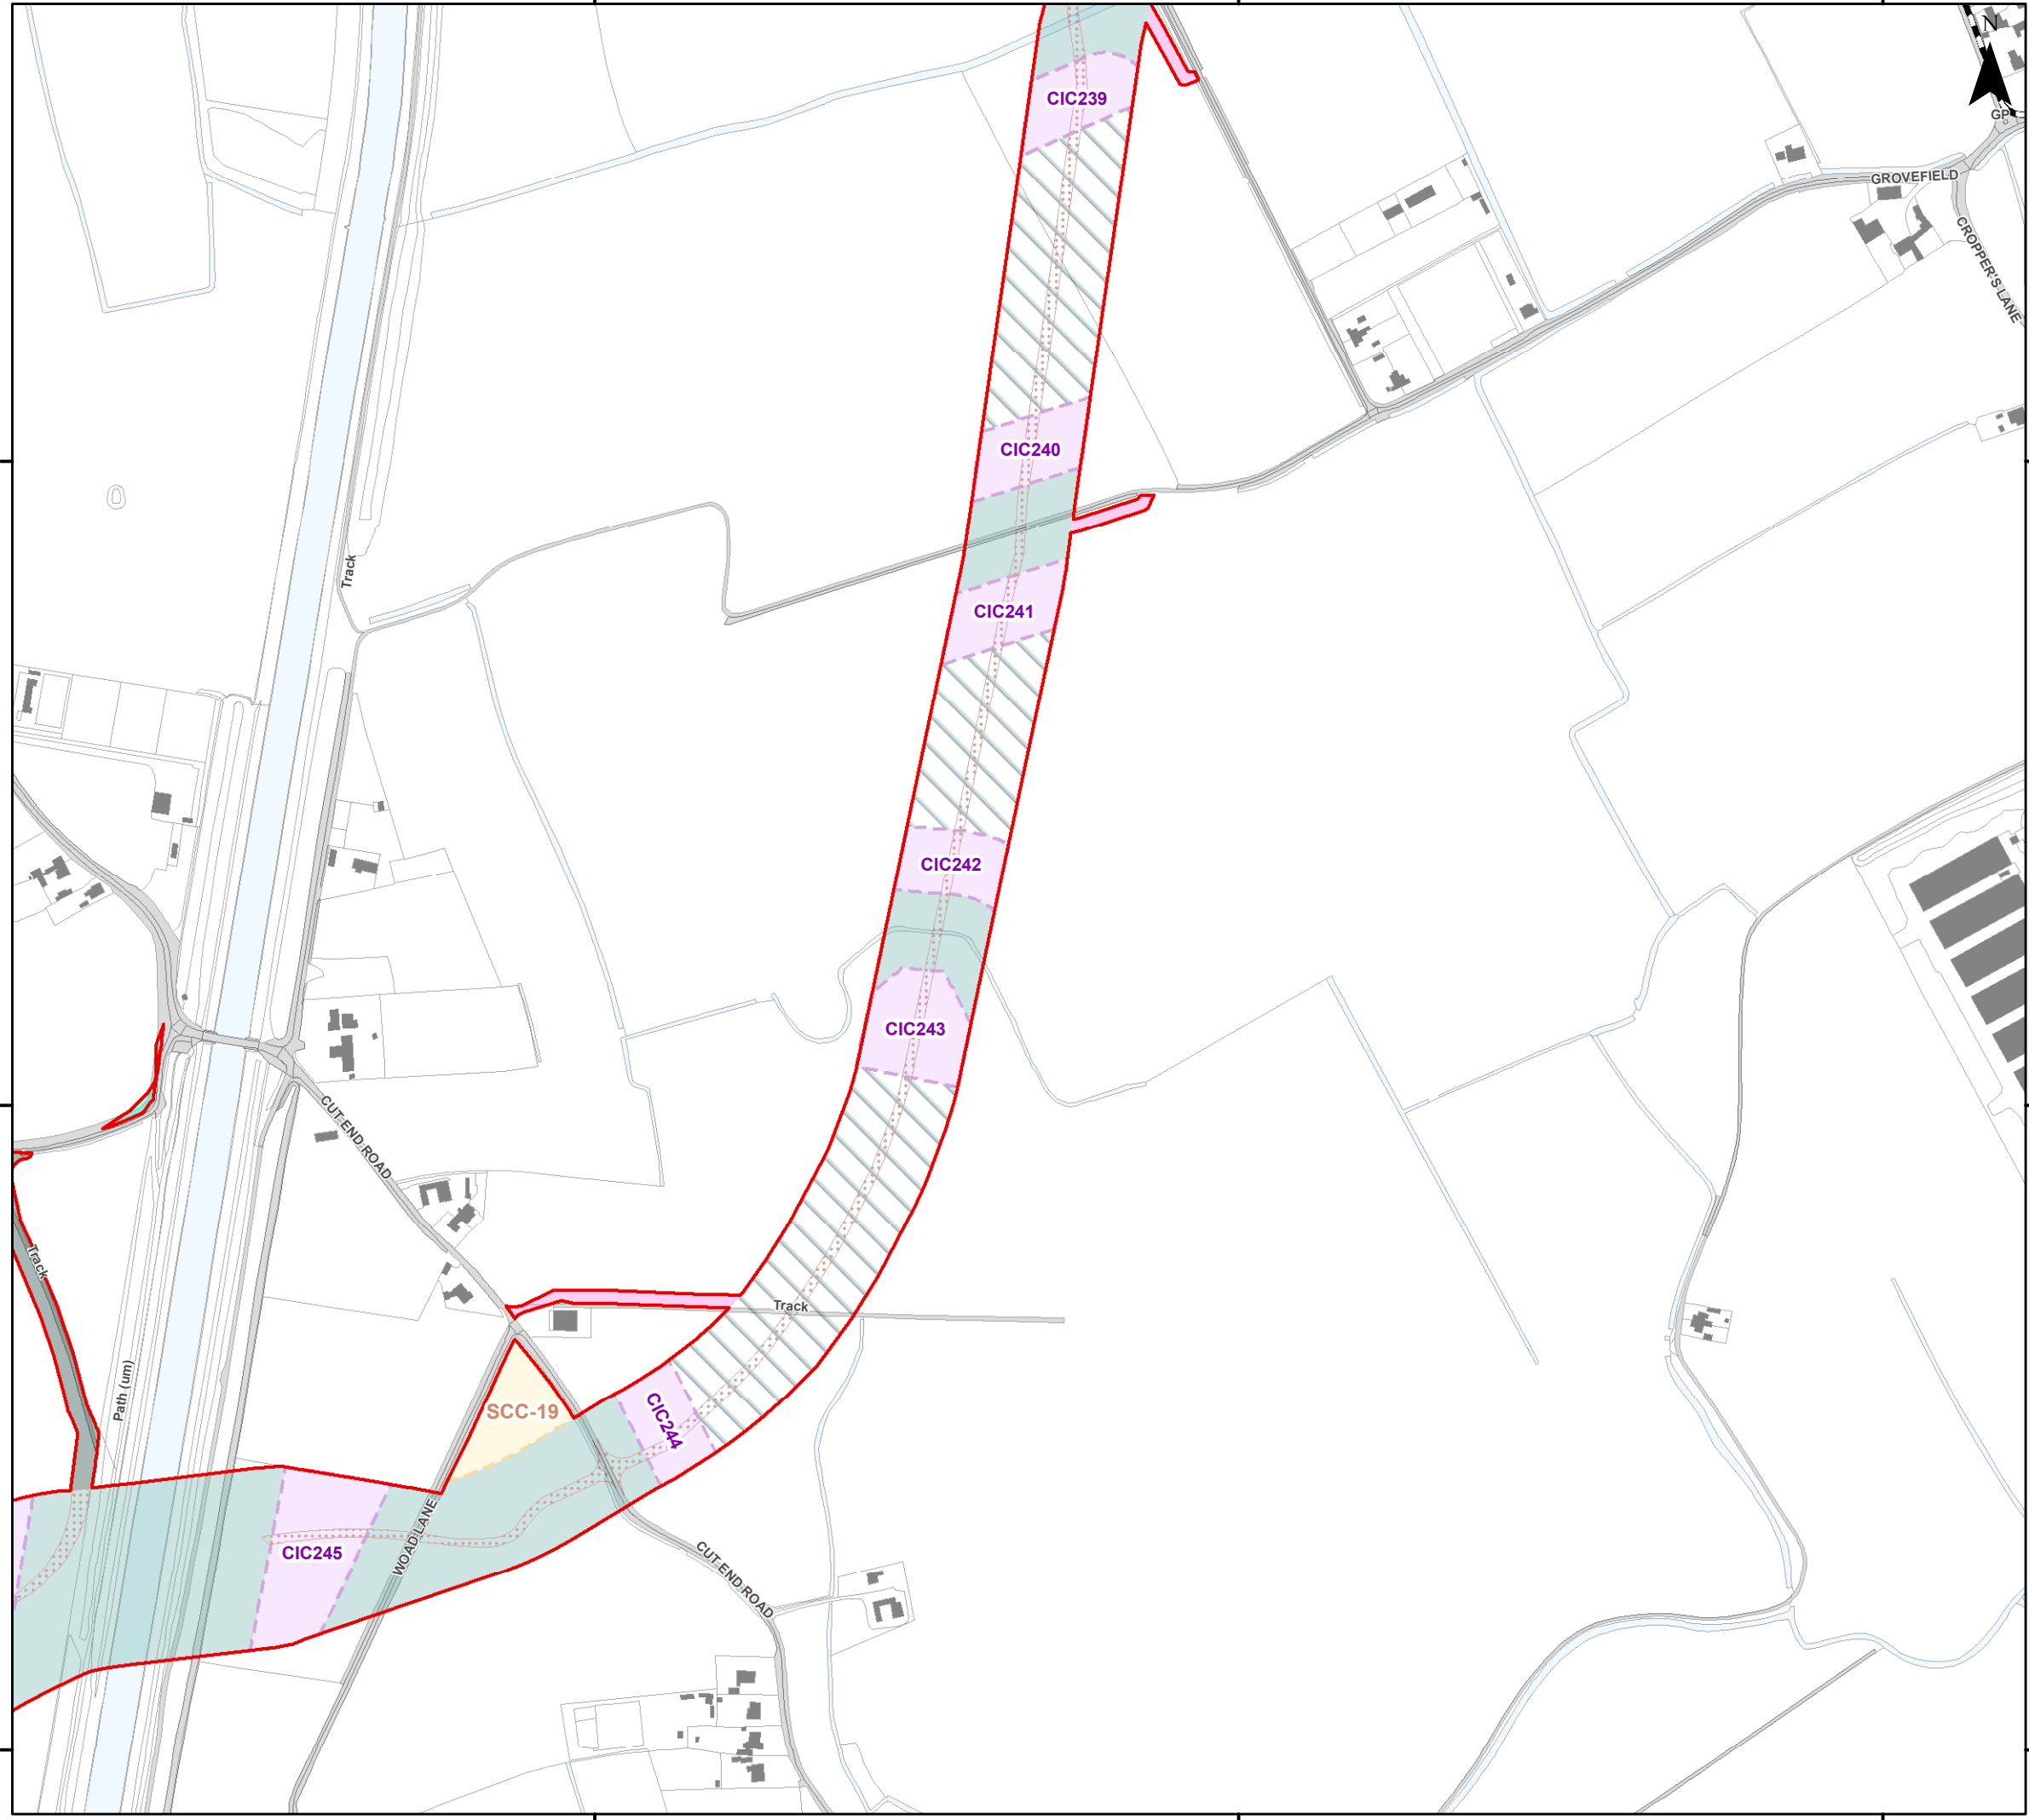 N
CIC239
GP
GROVEFIELD
CROPPER'S LANE
CIC240
Track
CIC241
CIC242
CIC243
CUT END ROAD
Track
Track
Path (um)
SCC-19
CIC244
WOAD LANE
CIC245
CUT END ROAD